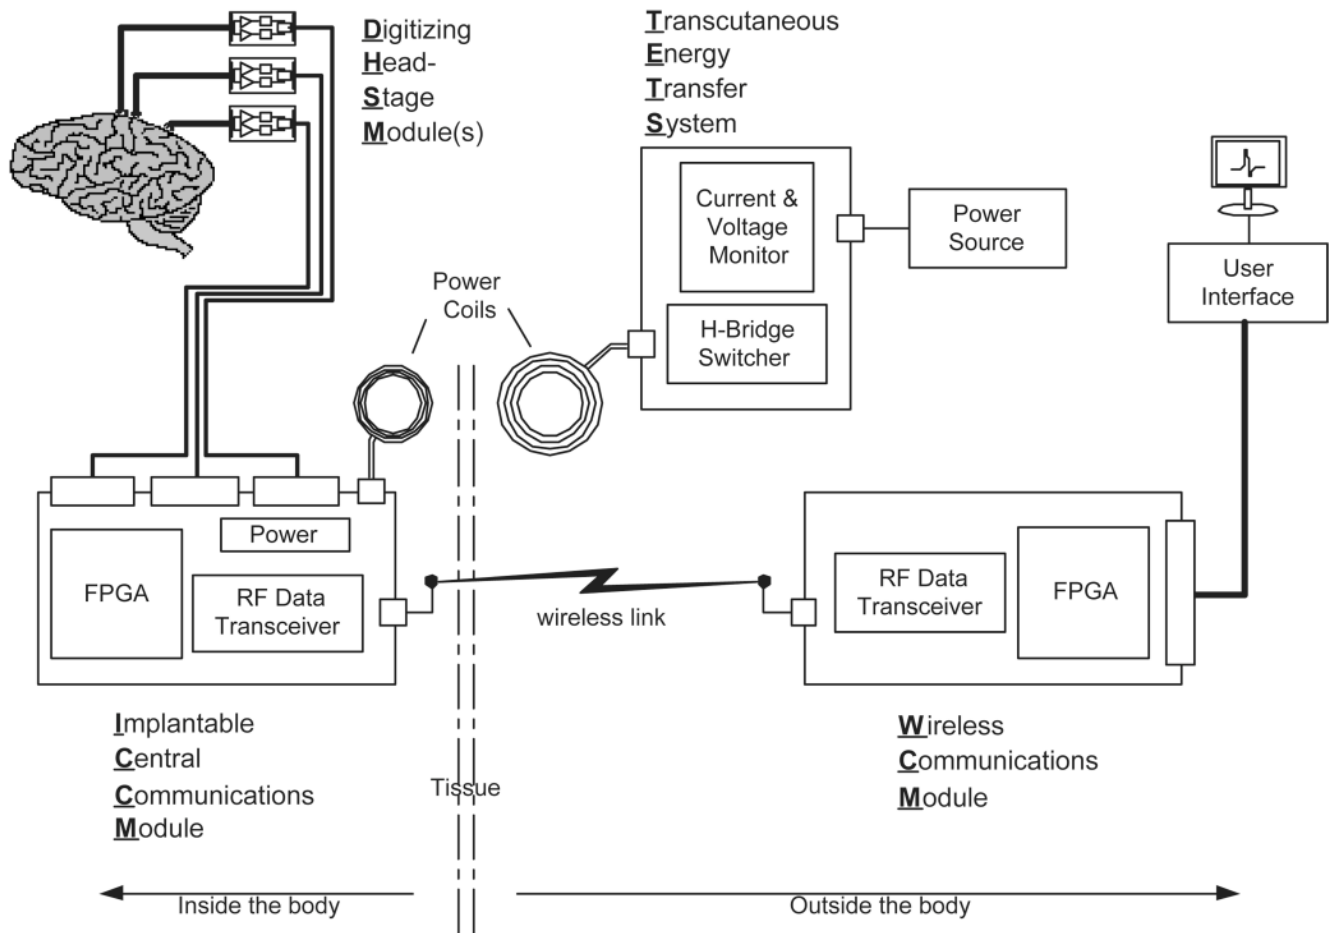 Digitizing
Head-
Stage
Module(s)
Transcutaneous
Energy
Transfer
System
Current &
Voltage
Monitor
H-Bridge
Switcher
Power
Source
User
Interface
Power
Coils
Power
FPGA
RF Data
Transceiver
wireless link
RF Data
Transceiver
FPGA
Implantable
Central
Communications
Module
Tissue
Wireless
Communications
Module
Inside the body
Outside the body